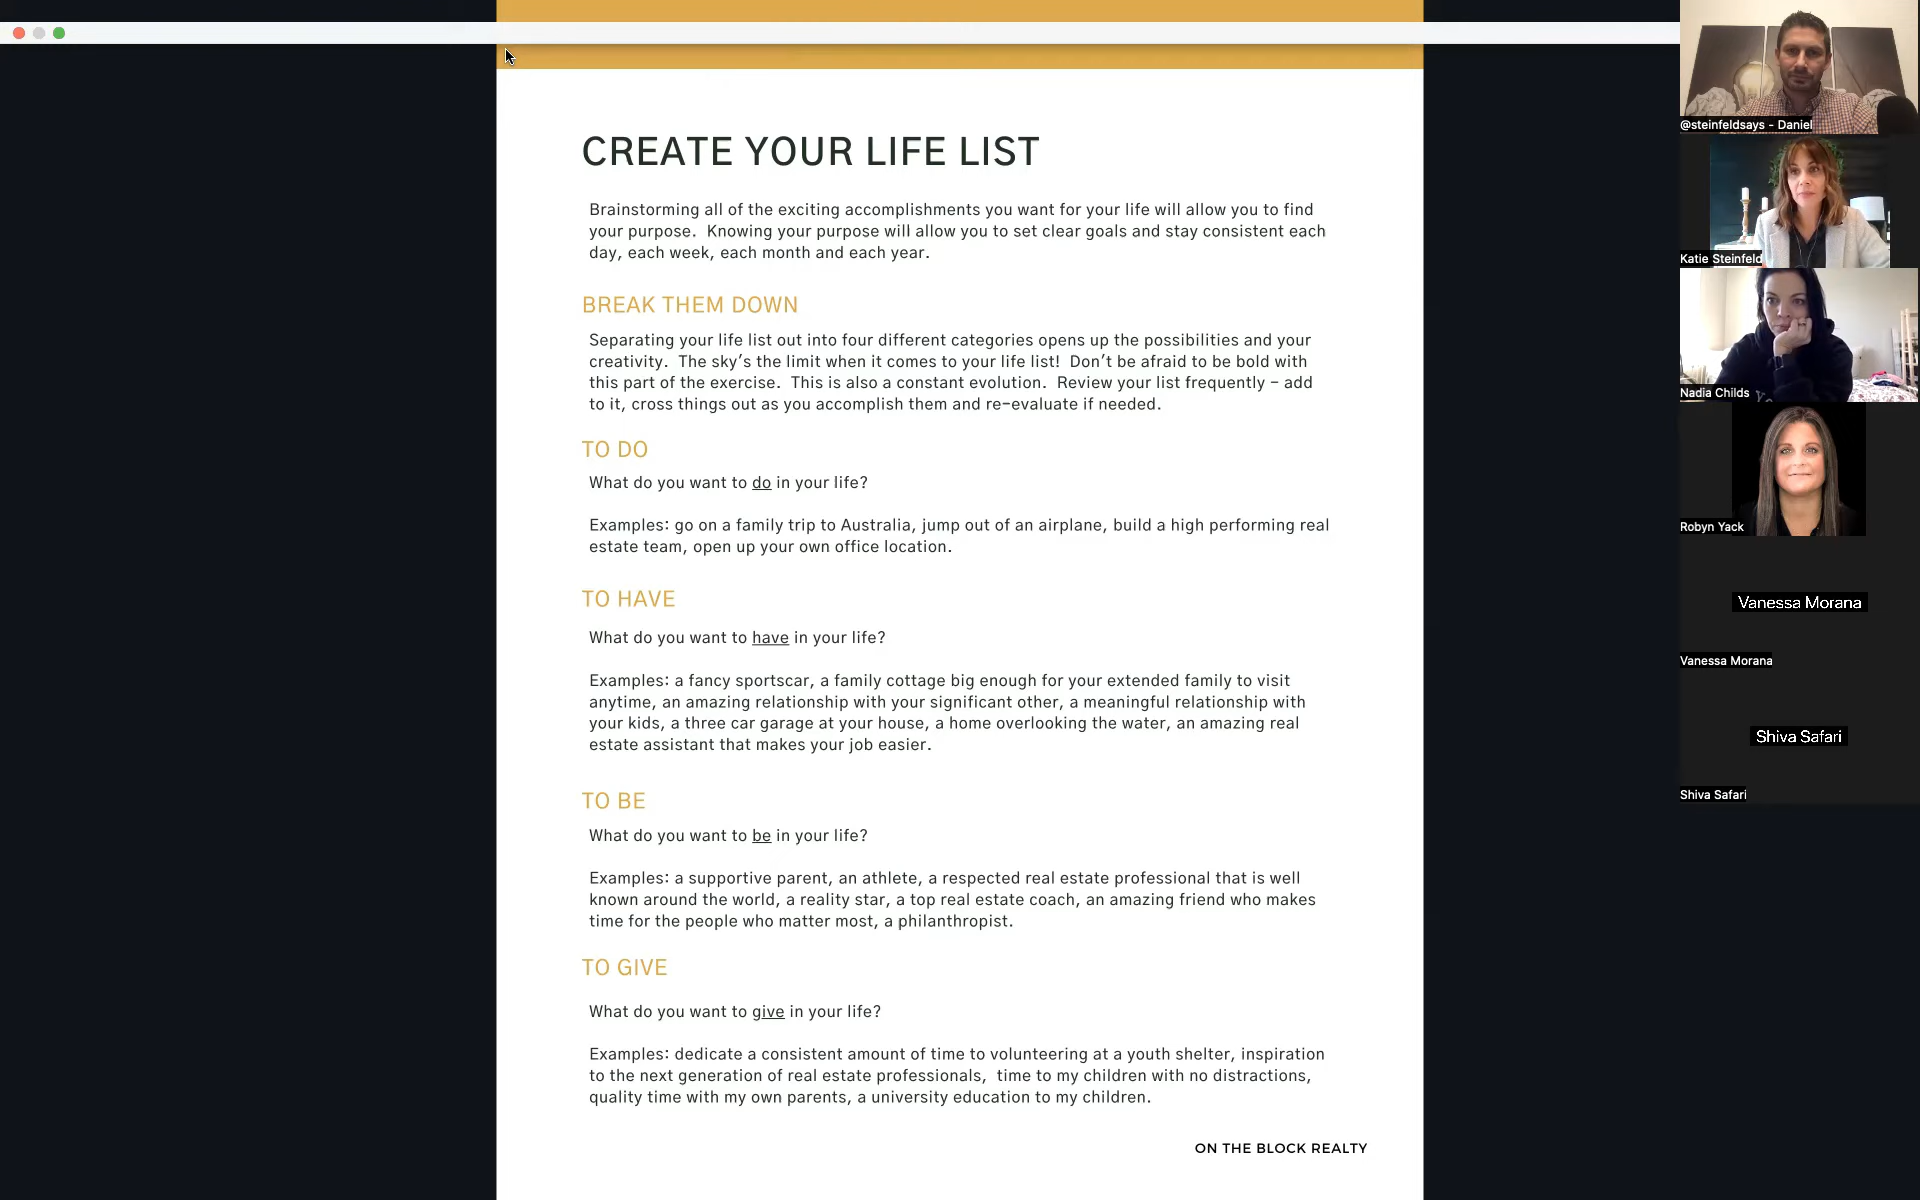 CREATE YOUR LIFE LIST
Brainstorming all of the exciting accomplishments you want for your life will allow you to find
your purpose.  Knowing your purpose will allow you to set clear goals and stay consistent each
day, each week, each month and each year.
BREAK THEM DOWN
Separating your life list out into four different categories opens up the possibilities and your
creativity.  The sky's the limit when it comes to your life list!  Don't be afraid to be bold with
this part of the exercise.  This is also a constant evolution.  Review your list frequently - add
to it, cross things out as you accomplish them and re-evaluate if needed.
TO DO
What do you want to do in your life?
Examples: go on a family trip to Australia, jump out of an airplane, build a high performing real
estate team, open up your own office location.
TO HAVE
What do you want to have in your life?
Examples: a fancy sportscar, a family cottage big enough for your extended family to visit
anytime, an amazing relationship with your significant other, a meaningful relationship with
your kids, a three car garage at your house, a home overlooking the water, an amazing real
estate assistant that makes your job easier.
TO BE
What do you want to be in your life?
Examples: a supportive parent, an athlete, a respected real estate professional that is well
known around the world, a reality star, a top real estate coach, an amazing friend who makes
time for the people who matter most, a philanthropist.
TO GIVE
What do you want to give in your life?
Examples: dedicate a consistent amount of time to volunteering at a youth shelter, inspiration
to the next generation of real estate professionals,  time to my children with no distractions,
quality time with my own parents, a university education to my children.
ON THE BLOCK REALTY
@steinfeldsays - Daniel
Katie Steinfeld
Nadia Childs
Robyn Yack
Vanessa Morana
Vanessa Morana
Shiva Safari
Shiva Safari